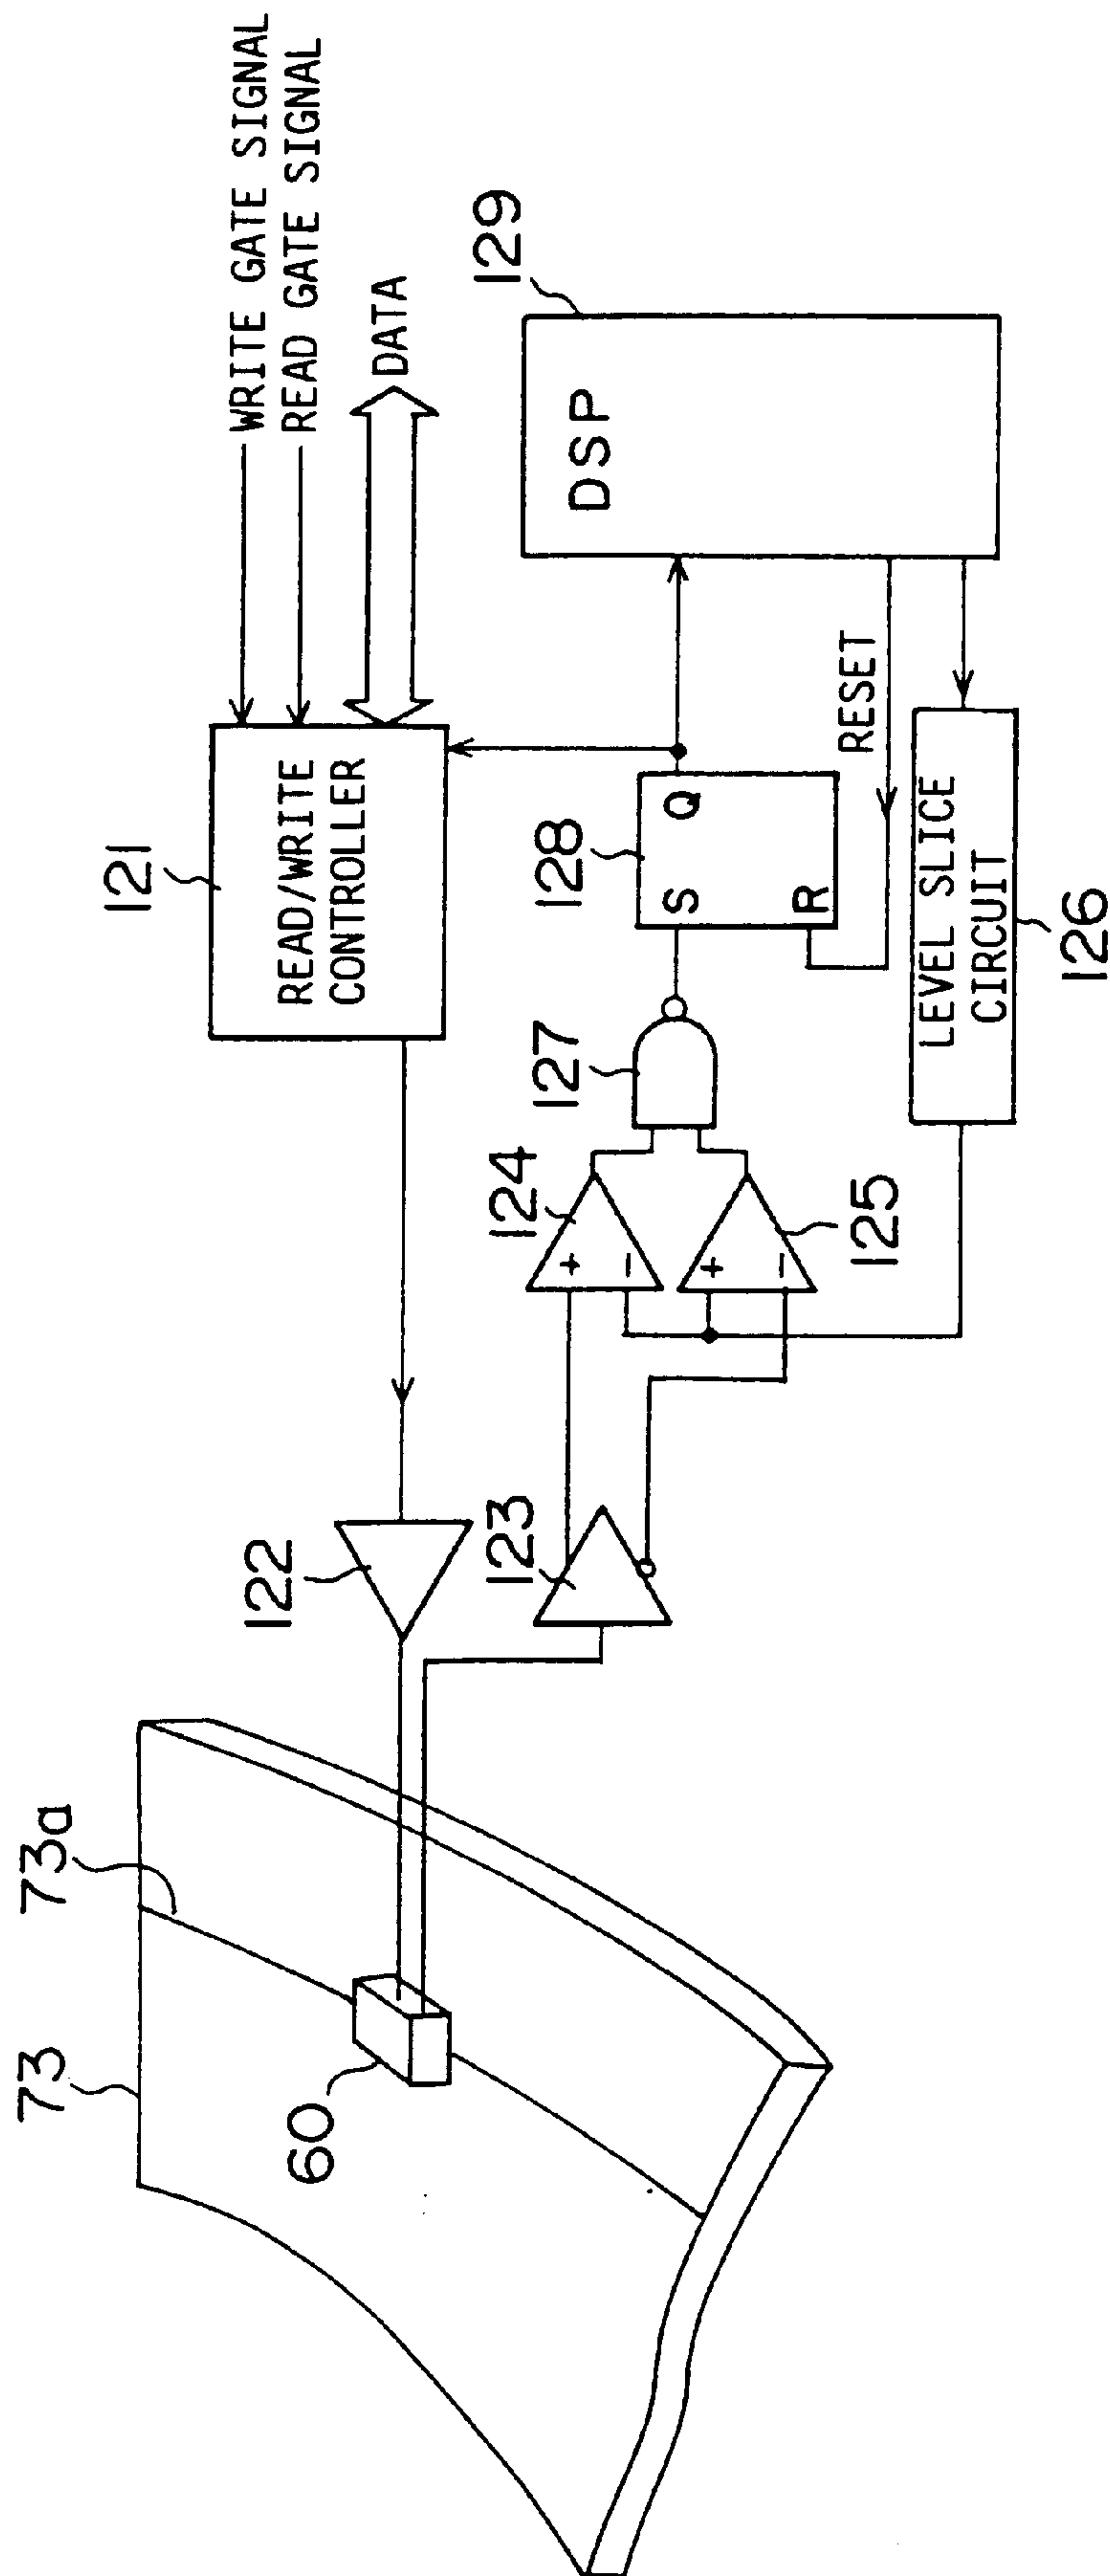 WRITE GATE SIGNAL
READ GATE SIGNAL
DATA
121
READ/WRITE
CONTROLLER
129
DSP
122
123
124
125
+
−
+
−
127
128
S
Q
R
RESET
LEVEL SLICE
CIRCUIT
126
73
73a
60